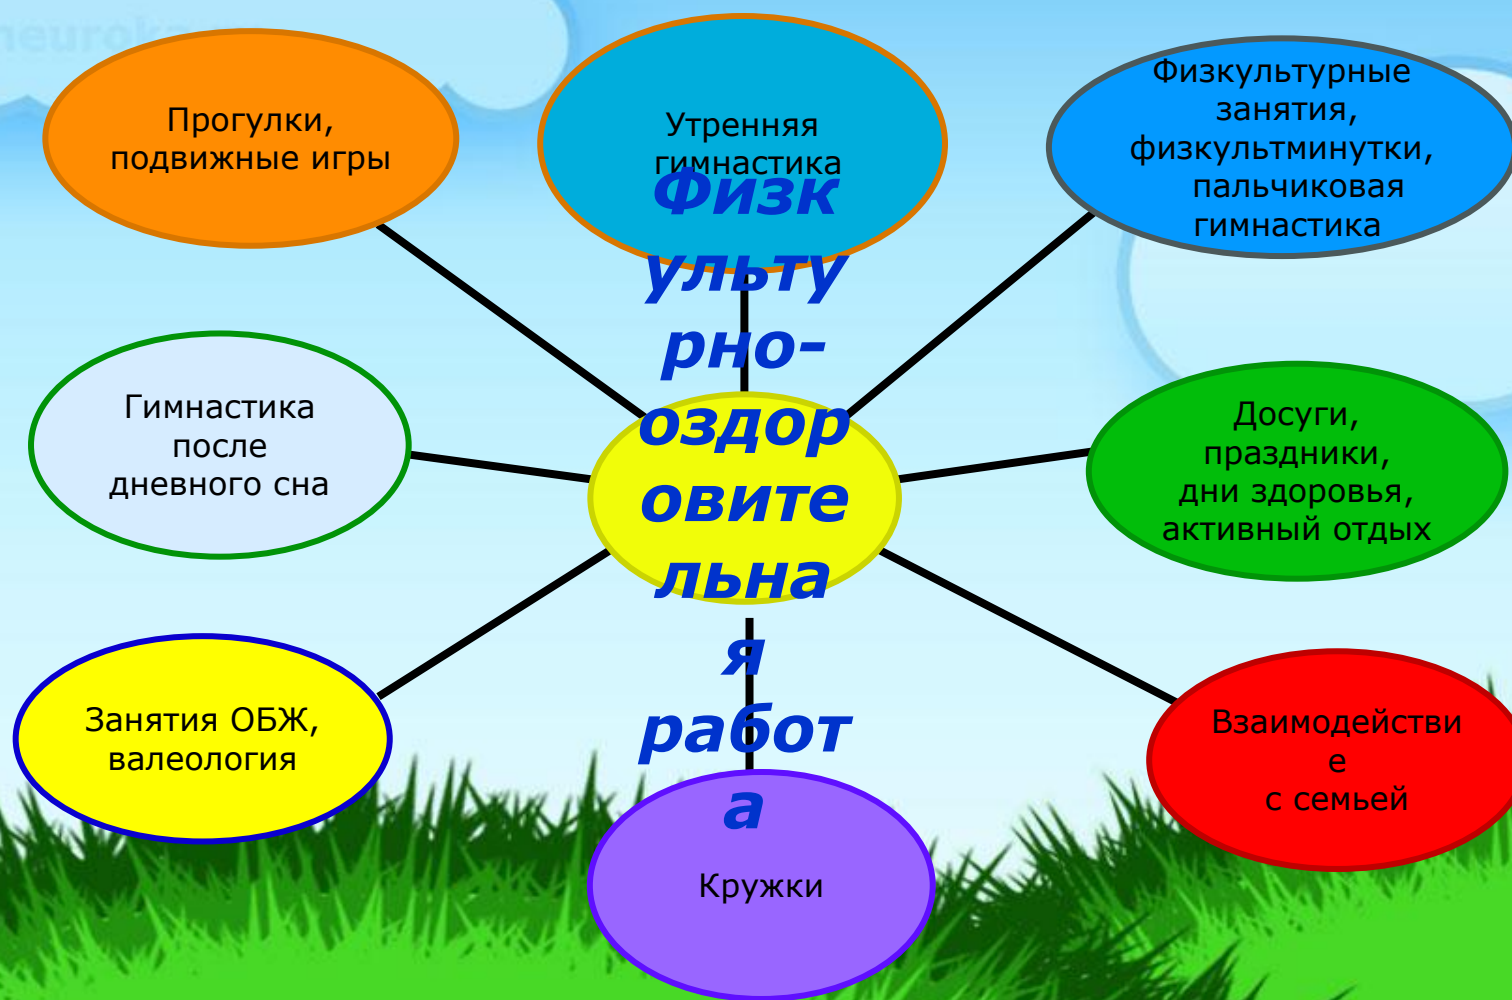 Прогулки,
подвижные игры
Утренняя
гимнастика
Физкультурные
занятия,
физкультминутки,
пальчиковая
гимнастика
Гимнастика
после
дневного сна
Физк
ульту
рно–
оздор
овите
льна
я
работ
а
Досуги,
праздники,
дни здоровья,
активный отдых
Занятия ОБЖ,
валеология
Взаимодействи
е
с семьей
Кружки